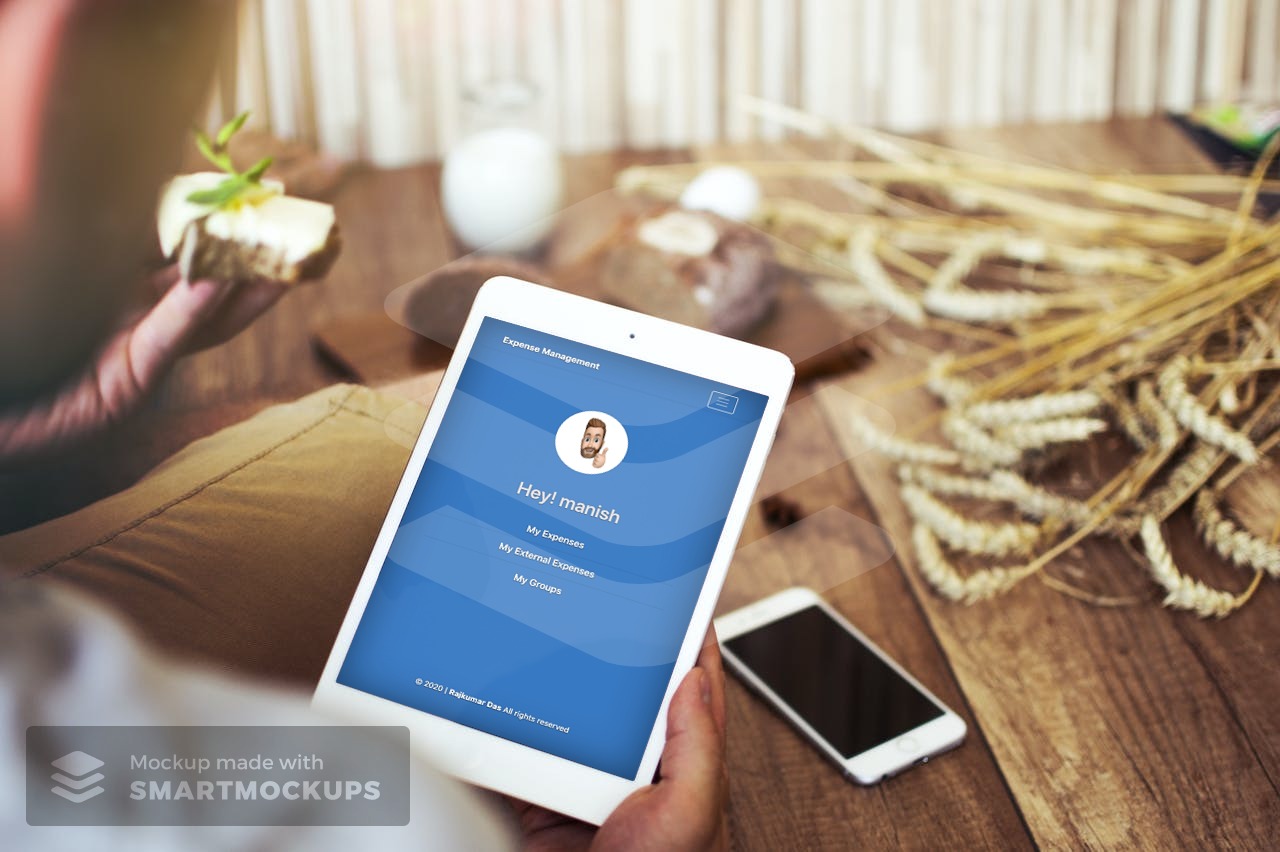 Expense Management
Hey! manish
My Expenses
My External Expenses
My Groups
© 2020 | Rajkumar Das All rights reserved
Mockup made with
SMARTMOCKUPS